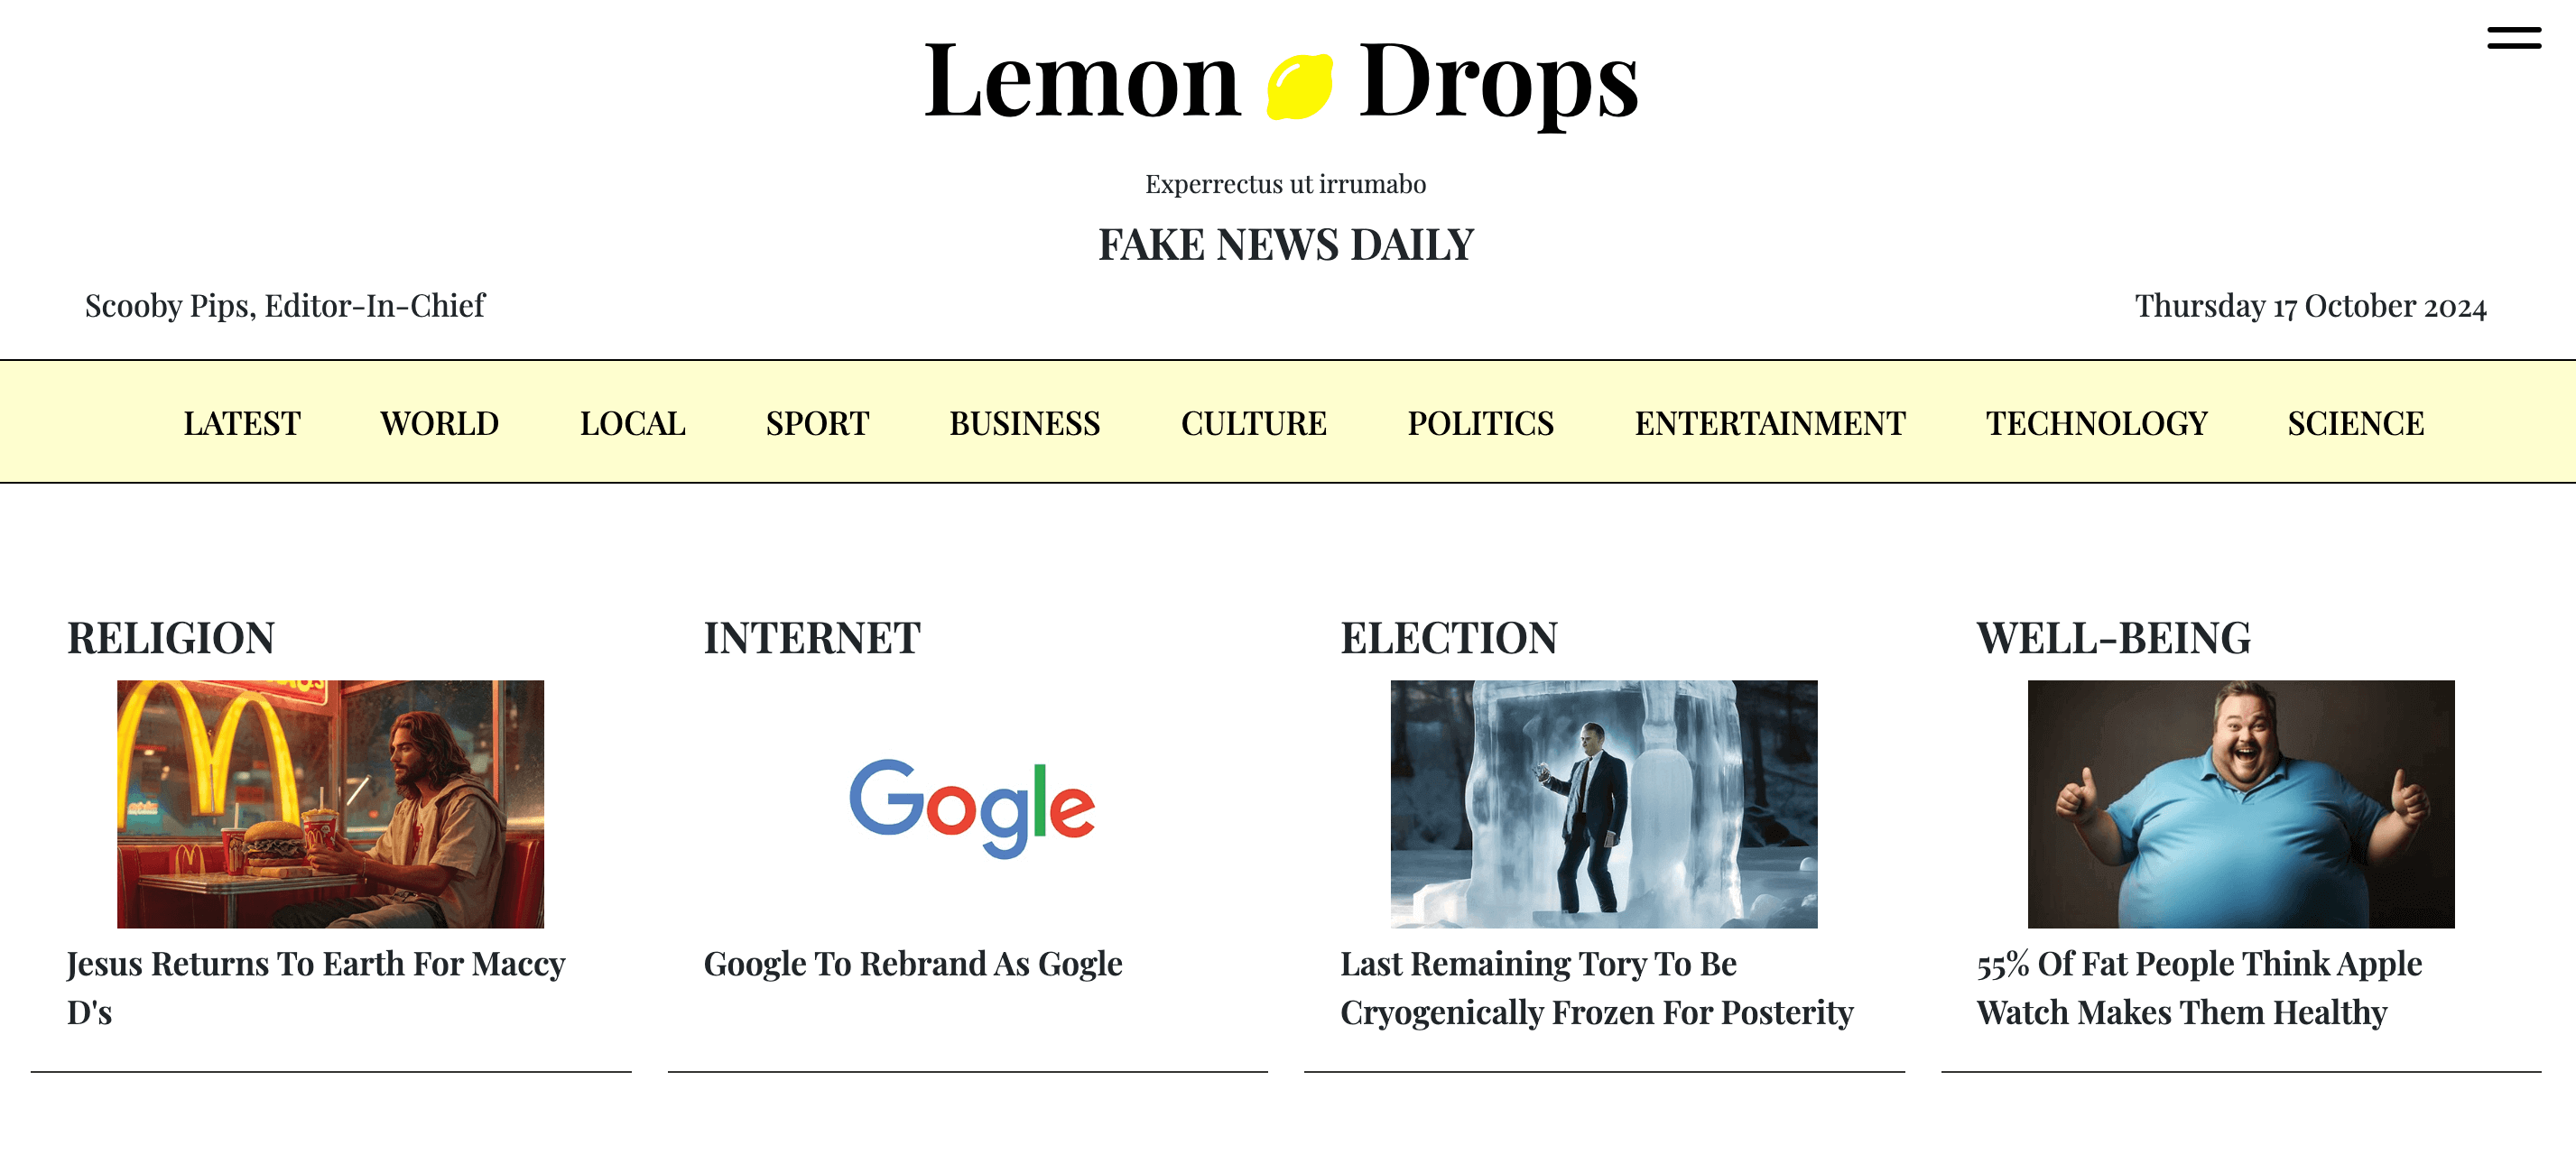 Lemon Drops
Experrectus ut irrumabo
FAKE NEWS DAILY
Scooby Pips, Editor-In-Chief
Thursday 17 October 2024
LATEST WORLD LOCAL SPORT BUSINESS CULTURE POLITICS ENTERTAINMENT TECHNOLOGY SCIENCE
RELIGION
Jesus Returns To Earth For Maccy
D's
INTERNET
Gogle
Google To Rebrand As Gogle
ELECTION
Last Remaining Tory To Be
Cryogenically Frozen For Posterity
WELL-BEING
55% Of Fat People Think Apple
Watch Makes Them Healthy